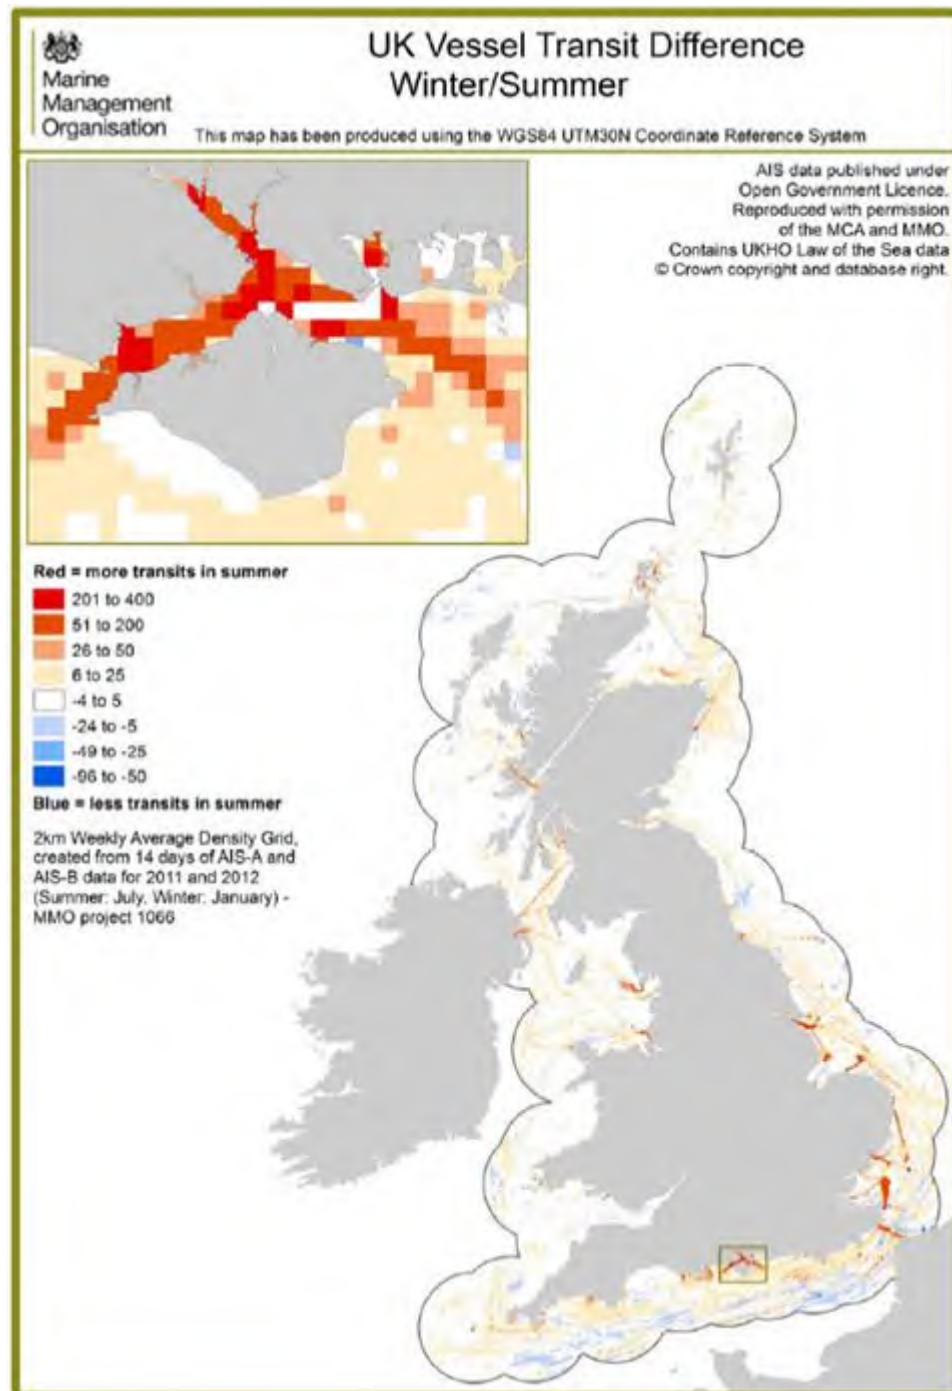 Marine
Management
Organisation
UK Vessel Transit Difference
Winter/Summer
This map has been produced using the WGS84 UTM30N Coordinate Reference System
AIS data published under
Open Government Licence.
Reproduced with permission
of the MCA and MMO.
Contains UKHO Law of the Sea data
© Crown copyright and database right.
Red = more transits in summer
201 to 400
51 to 200
26 to 50
6 to 25
-4 to 5
-24 to -5
-49 to -25
-96 to -50
Blue = less transits in summer
2km Weekly Average Density Grid,
created from 14 days of AIS-A and
AIS-B data for 2011 and 2012
(Summer: July, Winter: January) -
MMO project 1066